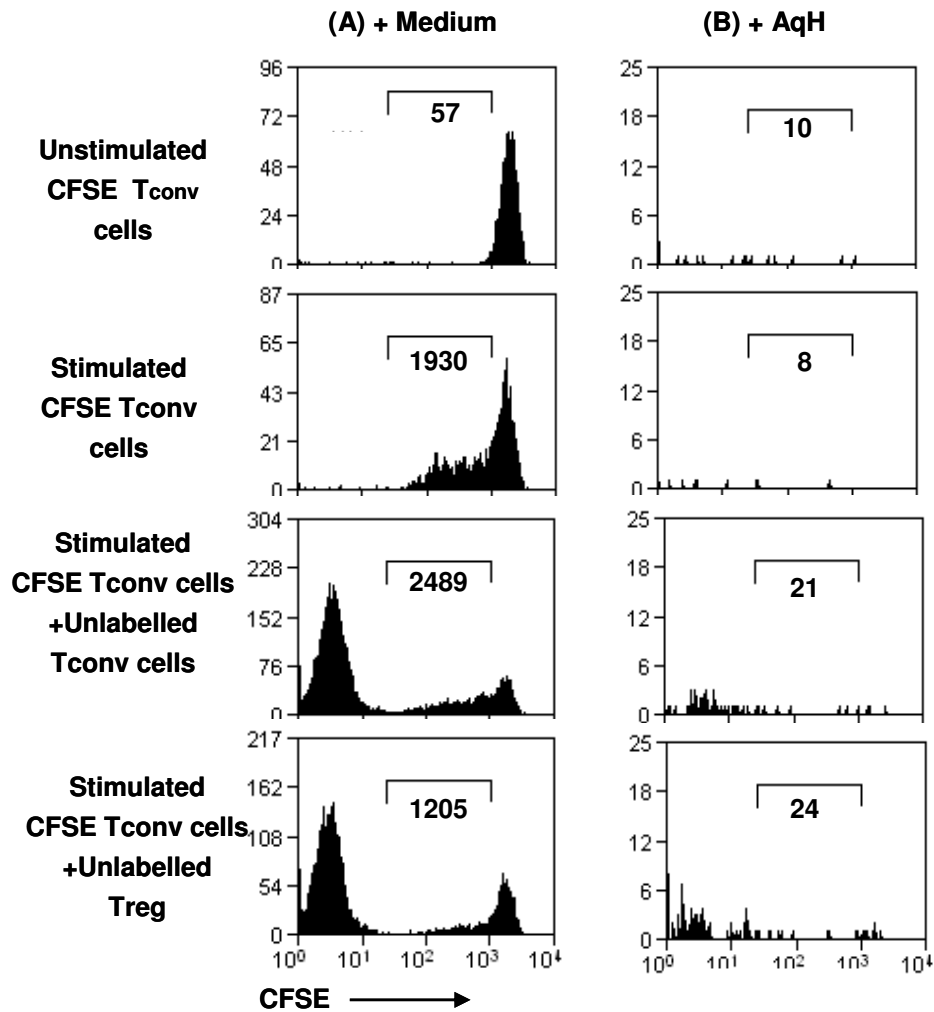 (A) + Medium
(B) + AqH
Unstimulated
CFSE Tconv
cells
96
72
48
24
0
57
25
18
12
6
0
10
Stimulated
CFSE Tconv
cells
87
65
43
21
0
1930
25
18
12
6
0
8
Stimulated
CFSE Tconv cells
+Unlabelled
Tconv cells
304
228
152
76
0
2489
25
18
12
6
0
21
Stimulated
CFSE Tconv cells
+Unlabelled
Treg
217
162
108
54
0
1205
10⁰ 10¹ 10² 10³ 10⁴
25
18
12
6
0
24
10⁰ 10¹ 10² 10³ 10⁴
CFSE